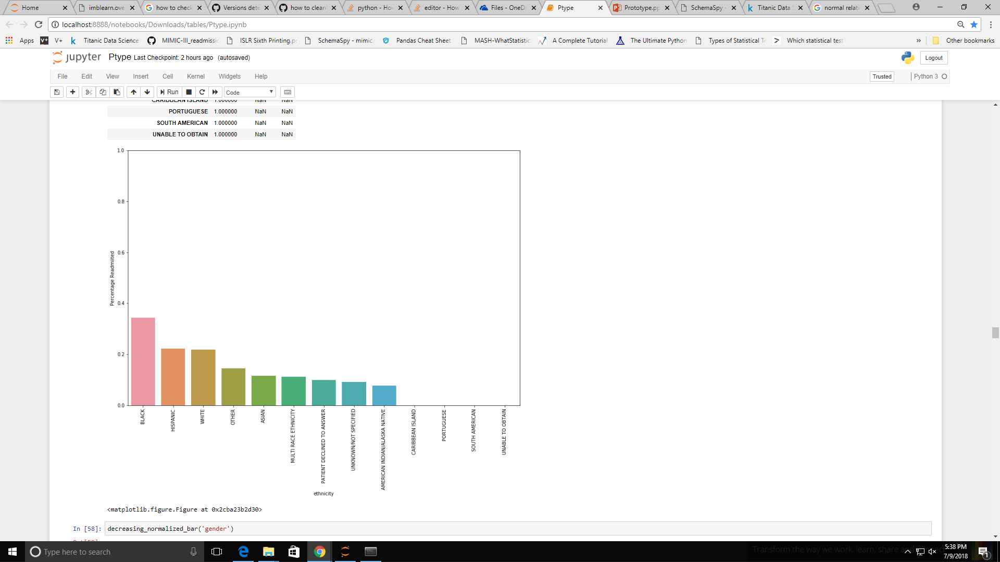 Home imblearn.ove how to check Versions dete how to clean python - Hov editor - How Files - OneD Ptype Prototype.pp SchemaSpy - Titanic Data S normal relati
localhost:8888/notebooks/Downloads/tables/Ptype.ipynb
Apps V+ Titanic Data Science MIMIC-III_readmissio ISLR Sixth Printing.p SchemaSpy - mimic. Pandas Cheat Sheet MASH-WhatStatistica A Complete Tutorial The Ultimate Python Types of Statistical Te Which statistical test » Other bookmarks
jupyter Ptype Last Checkpoint: 2 hours ago (autosaved) Logout
File Edit View Insert Cell Kernel Widgets Help Trusted Python 3
Run Code
CARIBBEAN ISLAND 1.000000 NaN NaN
PORTUGUESE 1.000000 NaN NaN
SOUTH AMERICAN 1.000000 NaN NaN
UNABLE TO OBTAIN 1.000000 NaN NaN
1.0
0.8
0.6
0.4
0.2
0.0
Percentage Readmiited
BLACK
HISPANIC
WHITE
OTHER
ASIAN
MULTI RACE ETHNICITY
PATIENT DECLINED TO ANSWER
UNKNOWN/NOT SPECIFIED
AMERICAN INDIAN/ALASKA NATIVE
CARIBBEAN ISLAND
PORTUGUESE
SOUTH AMERICAN
UNABLE TO OBTAIN
ethnicity
<matplotlib.figure.Figure at 0x2cba23b2d30>
In [58]: decreasing_normalized_bar('gender')
Type here to search
Transform the way we work, learn, share
5:38 PM
7/9/2018
1